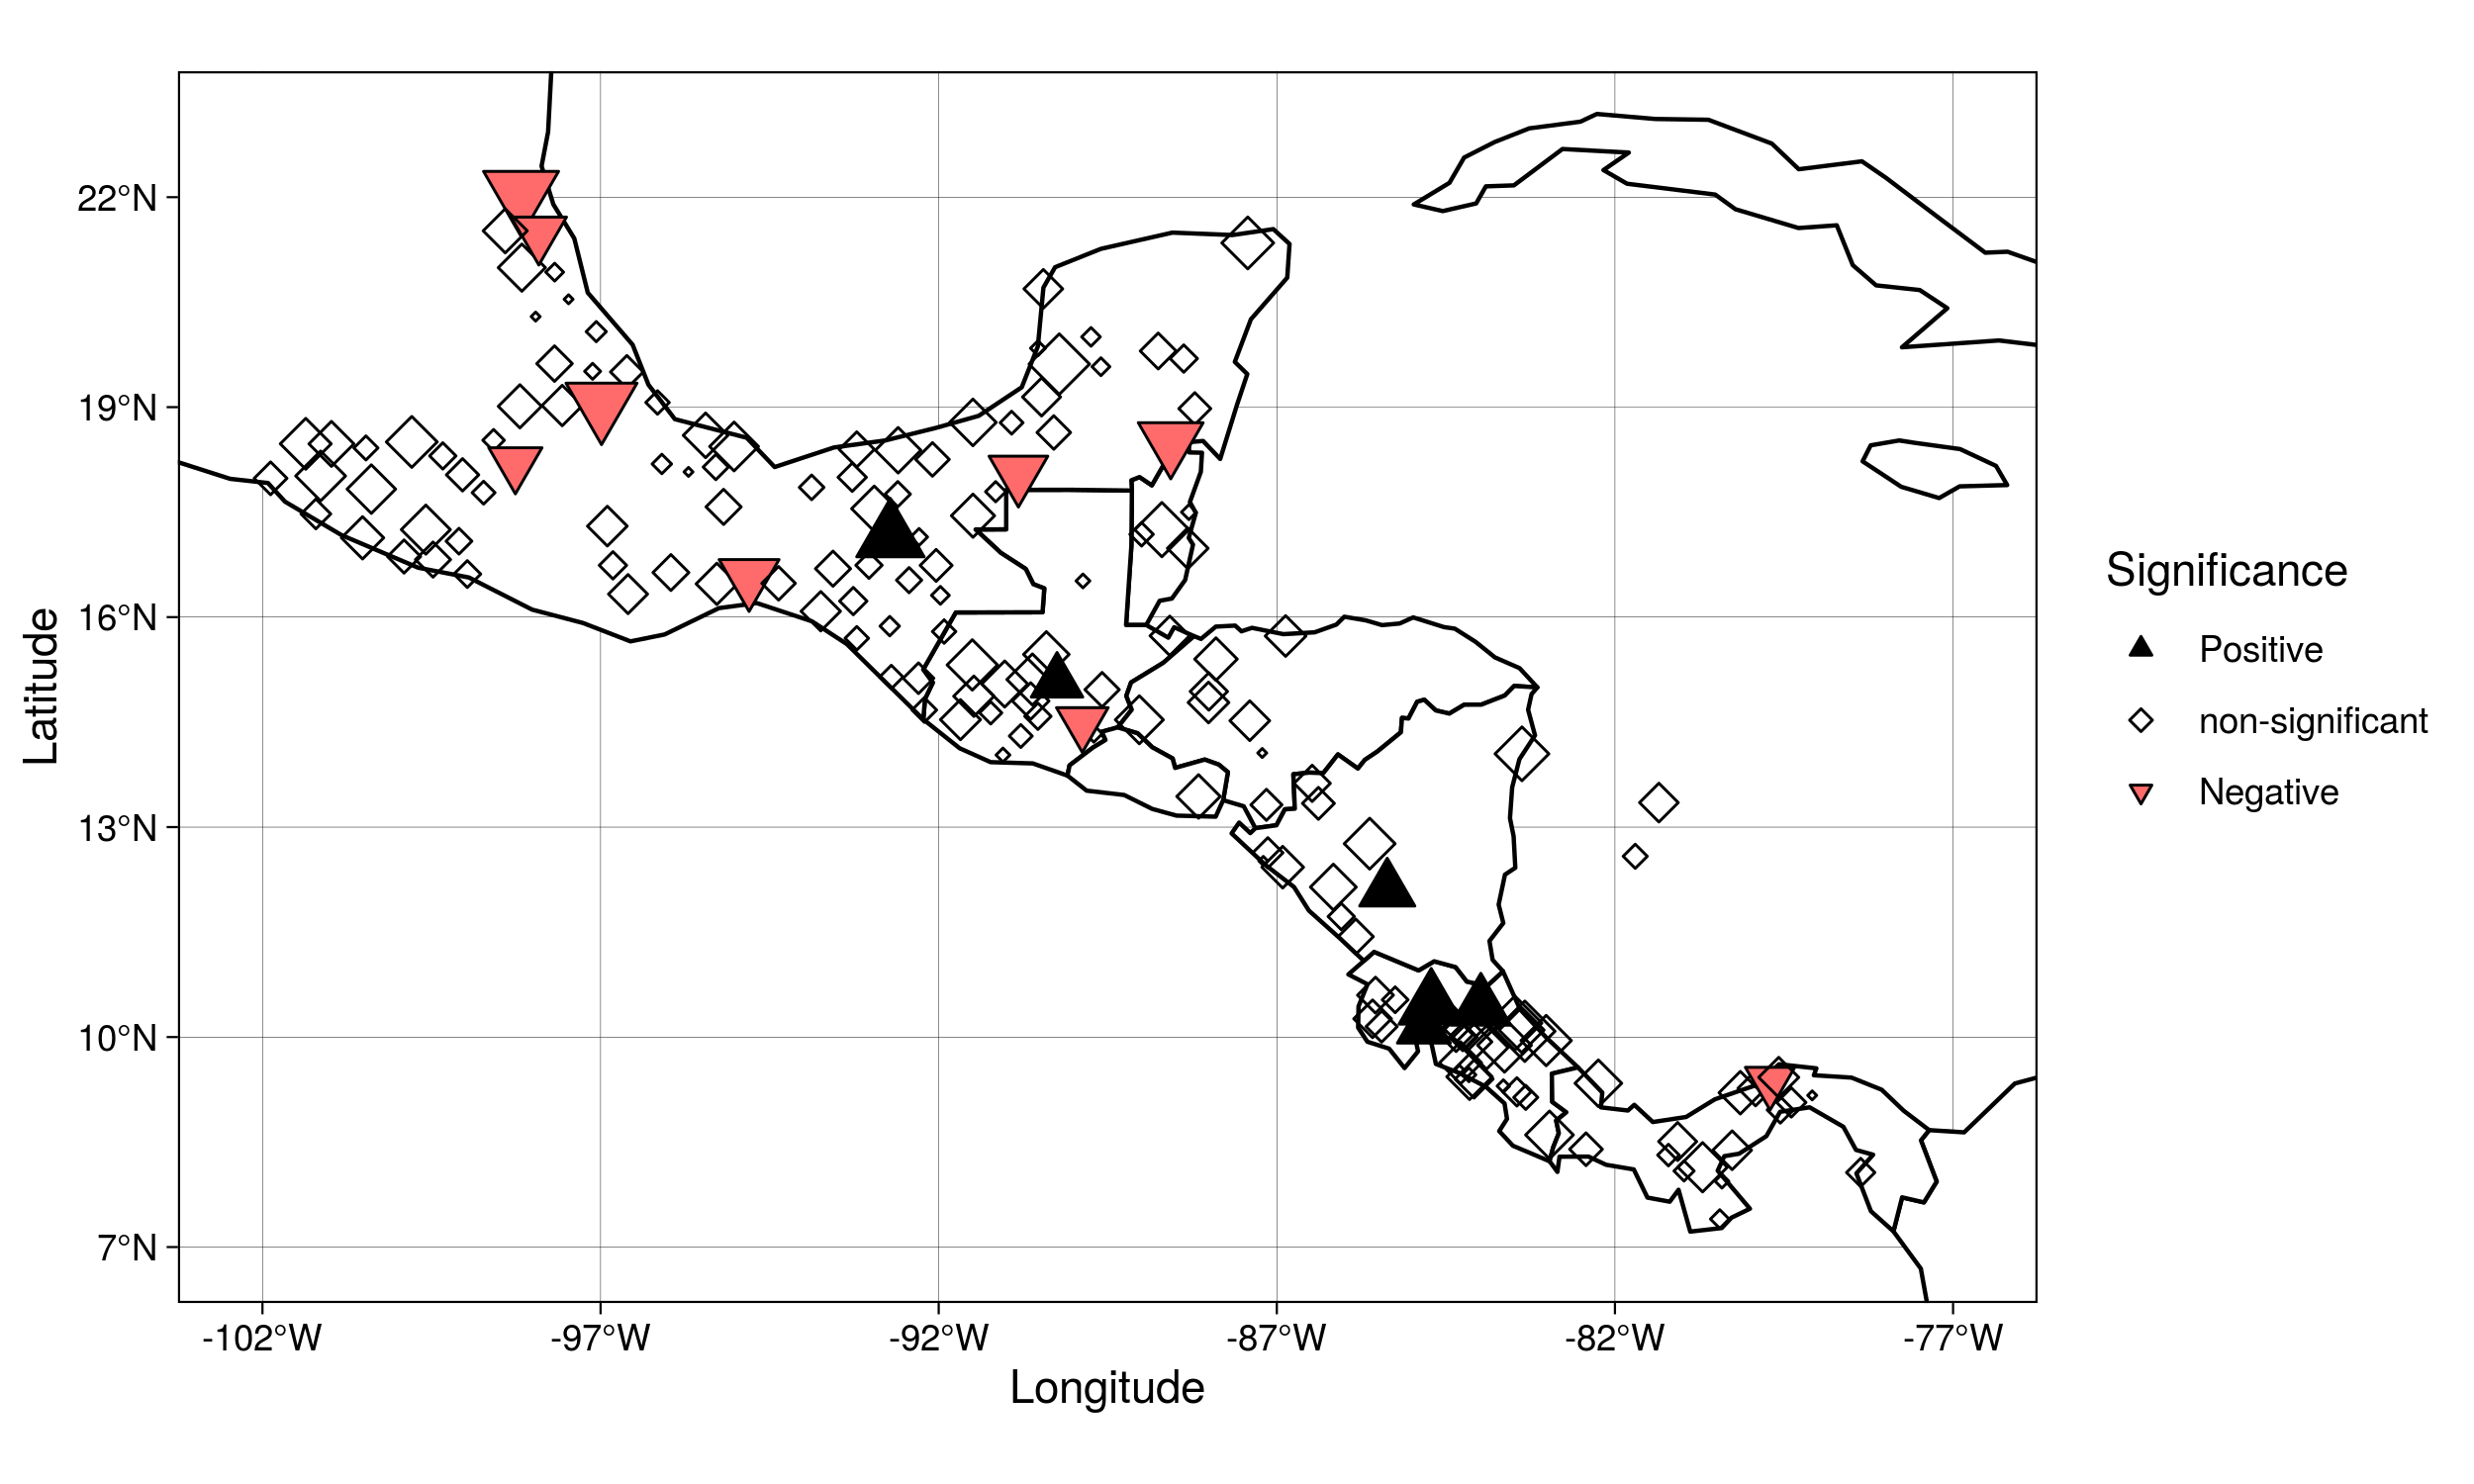 22°N
19°N
16°N
13°N
10°N
7°N
Latitude
-102°W -97°W -92°W -87°W -82°W -77°W
Longitude
Significance
Positive
non-significant
Negative